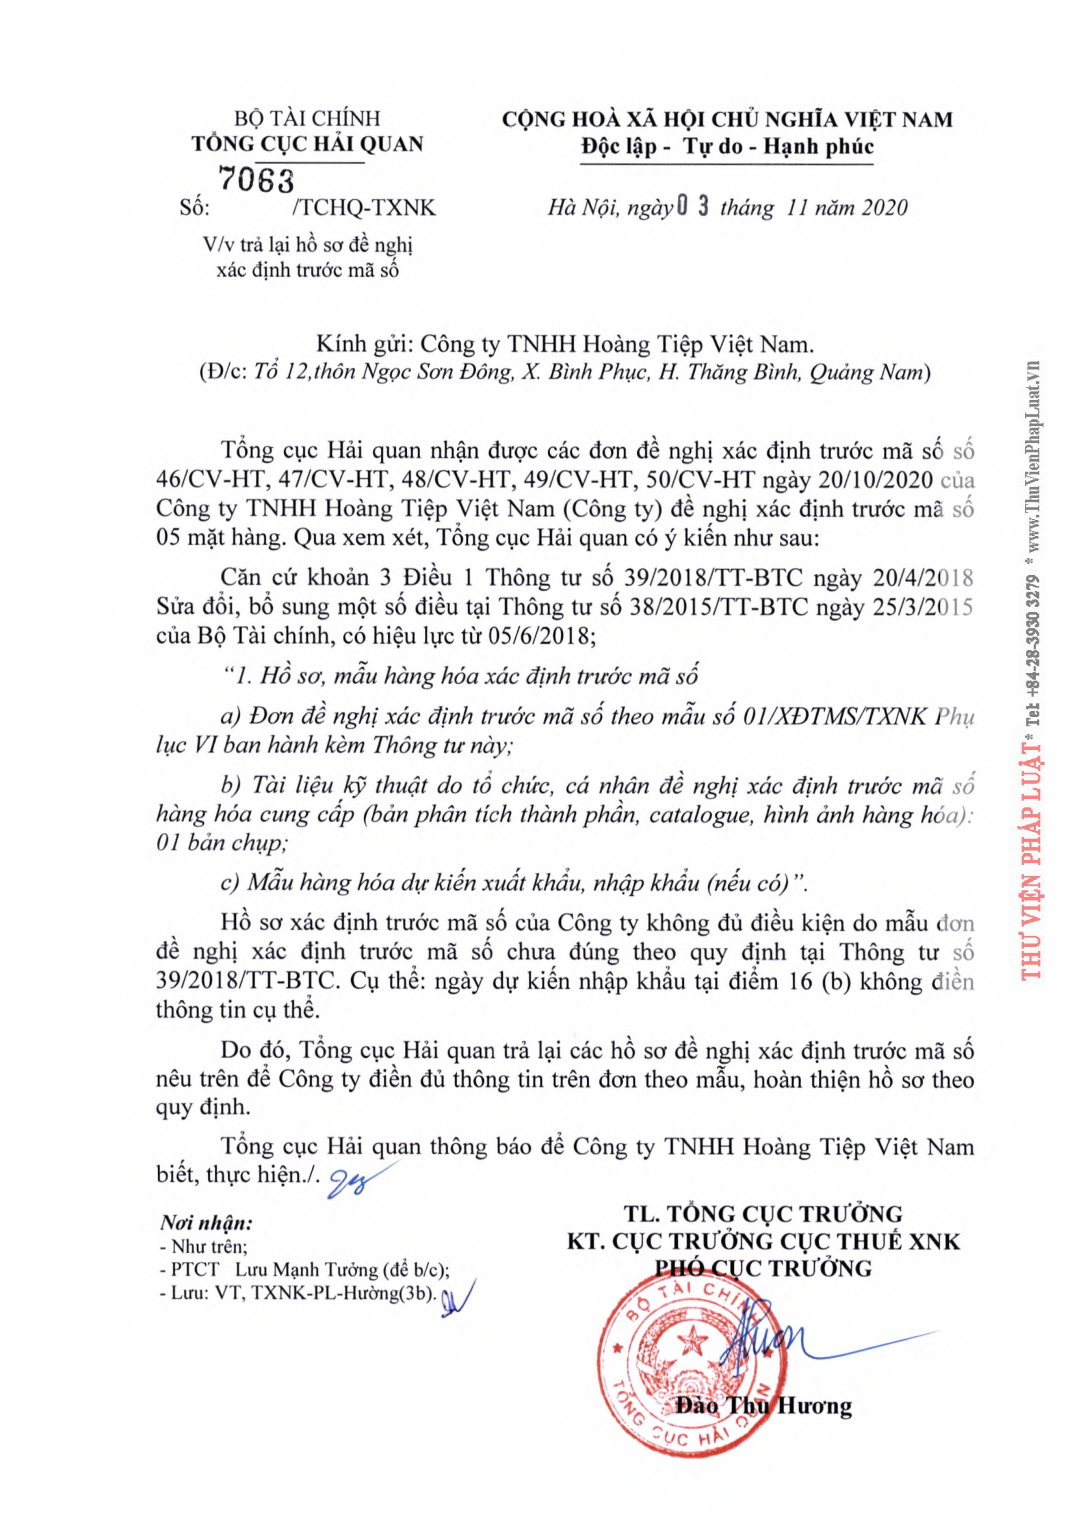 BỘ TÀI CHÍNH
TỔNG CỤC HẢI QUAN
7063
Số: /TCHQ-TXNK
V/v trả lại hồ sơ đề nghị
xác định trước mã số
CỘNG HOÀ XÃ HỘI CHỦ NGHĨA VIỆT NAM
Độc lập - Tự do - Hạnh phúc
Hà Nội, ngày 03 tháng 11 năm 2020
Kính gửi: Công ty TNHH Hoàng Tiệp Việt Nam.
(Đ/c: Tổ 12,thôn Ngọc Sơn Đông, X. Bình Phục, H. Thăng Bình, Quảng Nam)
Tổng cục Hải quan nhận được các đơn đề nghị xác định trước mã số số
46/CV-HT, 47/CV-HT, 48/CV-HT, 49/CV-HT, 50/CV-HT ngày 20/10/2020 của
Công ty TNHH Hoàng Tiệp Việt Nam (Công ty) đề nghị xác định trước mã số
05 mặt hàng. Qua xem xét, Tổng cục Hải quan có ý kiến như sau:
Căn cứ khoản 3 Điều 1 Thông tư số 39/2018/TT-BTC ngày 20/4/2018
Sửa đổi, bổ sung một số điều tại Thông tư số 38/2015/TT-BTC ngày 25/3/2015
của Bộ Tài chính, có hiệu lực từ 05/6/2018;
“1. Hồ sơ, mẫu hàng hóa xác định trước mã số
a) Đơn đề nghị xác định trước mã số theo mẫu số 01/XĐTMS/TXNK Phụ
lục VI ban hành kèm Thông tư này;
b) Tài liệu kỹ thuật do tổ chức, cá nhân đề nghị xác định trước mã số
hàng hóa cung cấp (bản phân tích thành phần, catalogue, hình ảnh hàng hóa):
01 bản chụp;
c) Mẫu hàng hóa dự kiến xuất khẩu, nhập khẩu (nếu có)”.
Hồ sơ xác định trước mã số của Công ty không đủ điều kiện do mẫu đơn
đề nghị xác định trước mã số chưa đúng theo quy định tại Thông tư số
39/2018/TT-BTC. Cụ thể: ngày dự kiến nhập khẩu tại điểm 16 (b) không điền
thông tin cụ thể.
Do đó, Tổng cục Hải quan trả lại các hồ sơ đề nghị xác định trước mã số
nêu trên để Công ty điền đủ thông tin trên đơn theo mẫu, hoàn thiện hồ sơ theo
quy định.
Tổng cục Hải quan thông báo để Công ty TNHH Hoàng Tiệp Việt Nam
biết, thực hiện./.
Nơi nhận:
- Như trên;
- PTCT Lưu Mạnh Tưởng (để b/c);
- Lưu: VT, TXNK-PL-Hường(3b).
TL. TỔNG CỤC TRƯỞNG
KT. CỤC TRƯỞNG CỤC THUẾ XNK
PHÓ CỤC TRƯỞNG
BỘ TÀI CHÍNH
TỔNG CỤC HẢI QUAN
Đào Thu Hương
THƯ VIỆN PHÁP LUẬT * Tel: +84-28-3930 3279 * www.ThuVienPhapLuat.vn